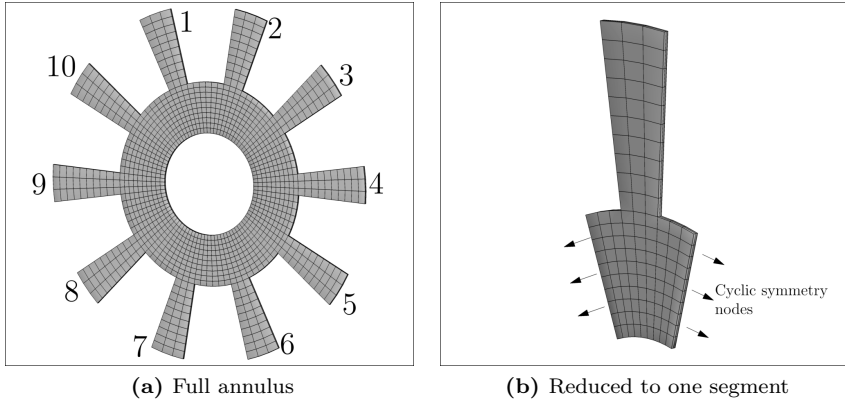 1
2
3
4
5
6
7
8
9
10
Cyclic symmetry
nodes
(a) Full annulus
(b) Reduced to one segment